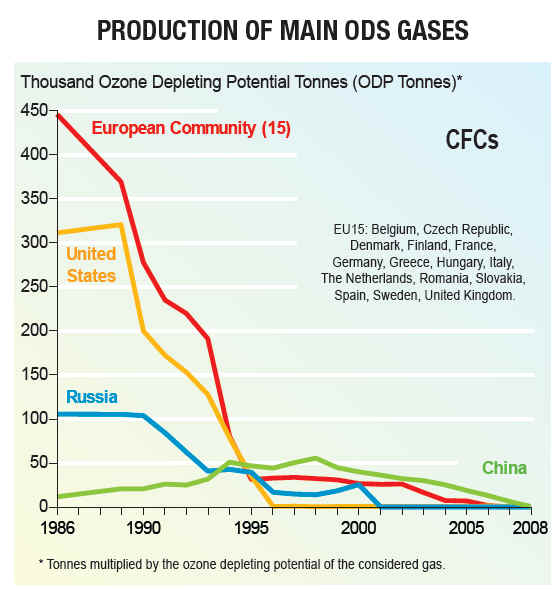 PRODUCTION OF MAIN ODS GASES
Thousand Ozone Depleting Potential Tonnes (ODP Tonnes)*
450
European Community (15)
CFCs
400
350
EU15: Belgium, Czech Republic,
Denmark, Finland, France,
Germany, Greece, Hungary, Italy,
The Netherlands, Romania, Slovakia,
Spain, Sweden, United Kingdom.
300
United
States
250
200
150
Russia
100
50
China
0
1986 1990 1995 2000 2005 2008
* Tonnes multiplied by the ozone depleting potential of the considered gas.